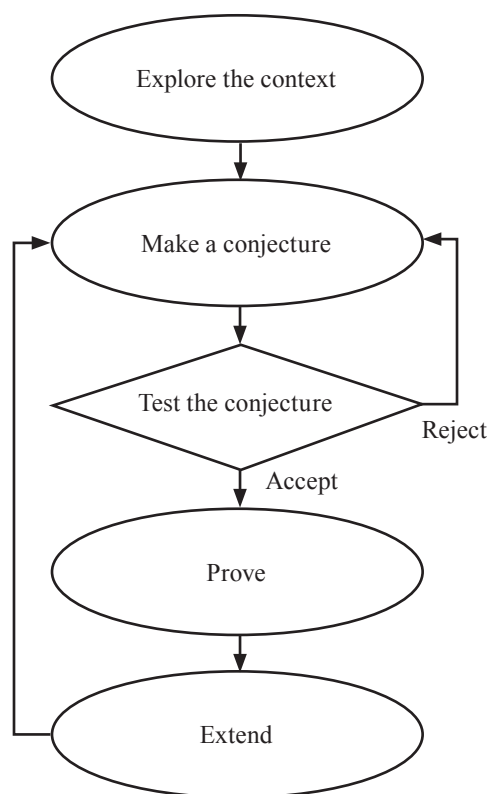 Explore the context
Make a conjecture
Test the conjecture
Reject
Accept
Prove
Extend